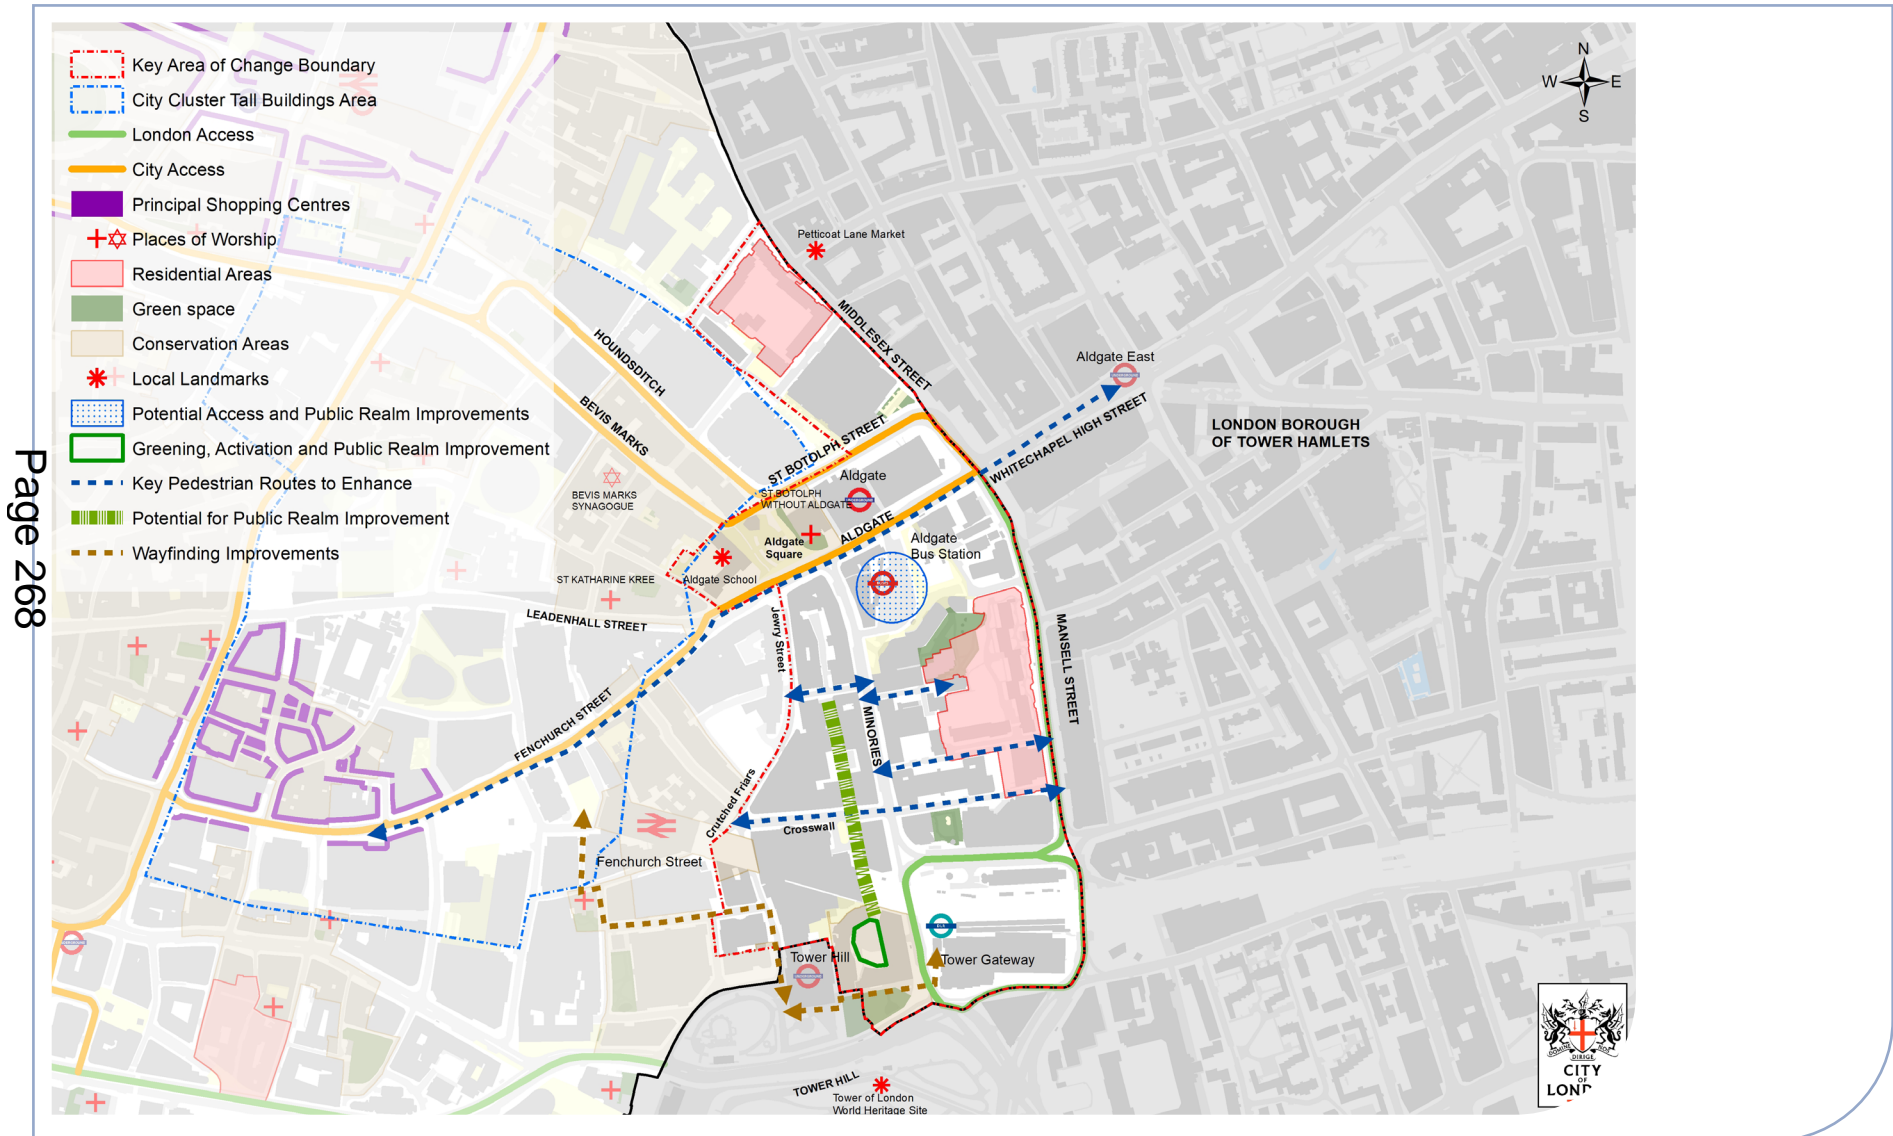 Key Area of Change Boundary
City Cluster Tall Buildings Area
London Access
City Access
Principal Shopping Centres
Places of Worship
Residential Areas
Green space
Conservation Areas
Local Landmarks
Potential Access and Public Realm Improvements
Greening, Activation and Public Realm Improvement
Key Pedestrian Routes to Enhance
Potential for Public Realm Improvement
Wayfinding Improvements
Page 268
N
W E
S
Petticoat Lane Market
MIDDLESEX STREET
HOUNDSDITCH
BEVIS MARKS
Aldgate East
WHITECHAPEL HIGH STREET
LONDON BOROUGH
OF TOWER HAMLETS
ST BOTOLPH STREET
Aldgate
BEVIS MARKS
SYNAGOGUE
ST BOTOLPH
WITHOUT ALDGATE
ALDGATE
Aldgate
Square
Aldgate
Bus Station
ST KATHARINE KREE
Aldgate School
LEADENHALL STREET
Jewry Street
MANSELL STREET
MINORIES
FENCHURCH STREET
Crutched Friars
Crosswall
Fenchurch Street
Tower Hill
Tower Gateway
TOWER HILL
Tower of London
World Heritage Site
DOMINE DIRIGE NOS
CITY
OF
LON